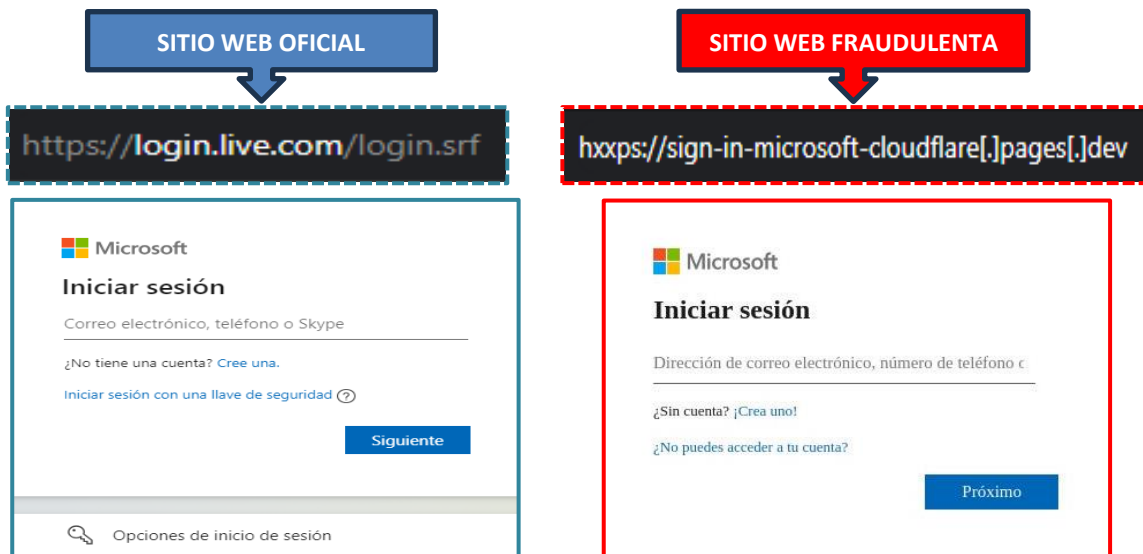 SITIO WEB OFICIAL
https://login.live.com/login.srf
Microsoft
Iniciar sesión
Correo electrónico, teléfono o Skype
¿No tiene una cuenta? Cree una.
Iniciar sesión con una llave de seguridad
Siguiente
Opciones de inicio de sesión
SITIO WEB FRAUDULENTA
hxxps://sign-in-microsoft-cloudflare[.]pages[.]dev
Microsoft
Iniciar sesión
Dirección de correo electrónico, número de teléfono c
¿Sin cuenta? ¡Crea uno!
¿No puedes acceder a tu cuenta?
Próximo